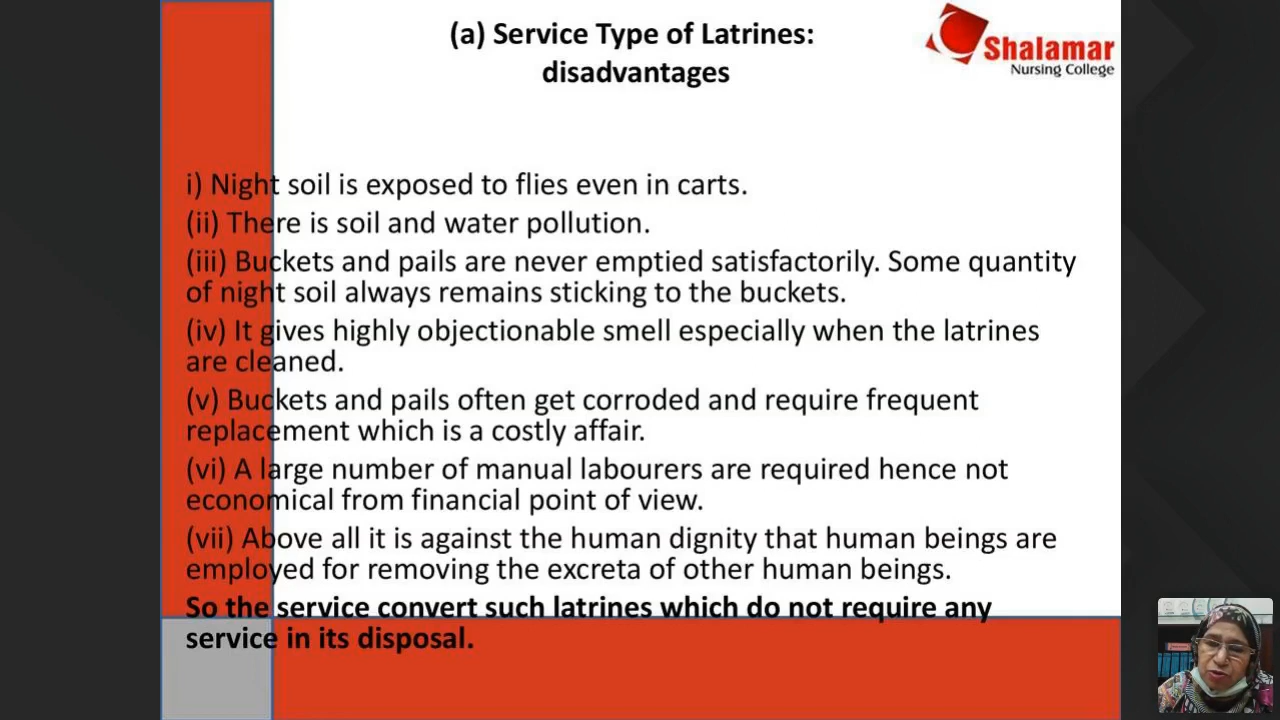 (a) Service Type of Latrines:
disadvantages
Shalamar
Nursing College
i) Night soil is exposed to flies even in carts.
(ii) There is soil and water pollution.
(iii) Buckets and pails are never emptied satisfactorily. Some quantity
of night soil always remains sticking to the buckets.
(iv) It gives highly objectionable smell especially when the latrines
are cleaned.
(v) Buckets and pails often get corroded and require frequent
replacement which is a costly affair.
(vi) A large number of manual labourers are required hence not
economical from financial point of view.
(vii) Above all it is against the human dignity that human beings are
employed for removing the excreta of other human beings.
So the service convert such latrines which do not require any
service in its disposal.